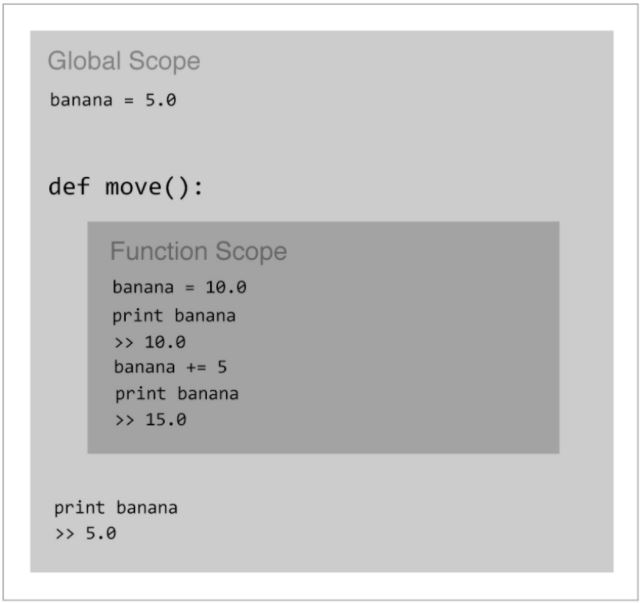 Global Scope
banana = 5.0
def move():
Function Scope
banana = 10.0
print banana
>> 10.0
banana += 5
print banana
>> 15.0
print banana
>> 5.0